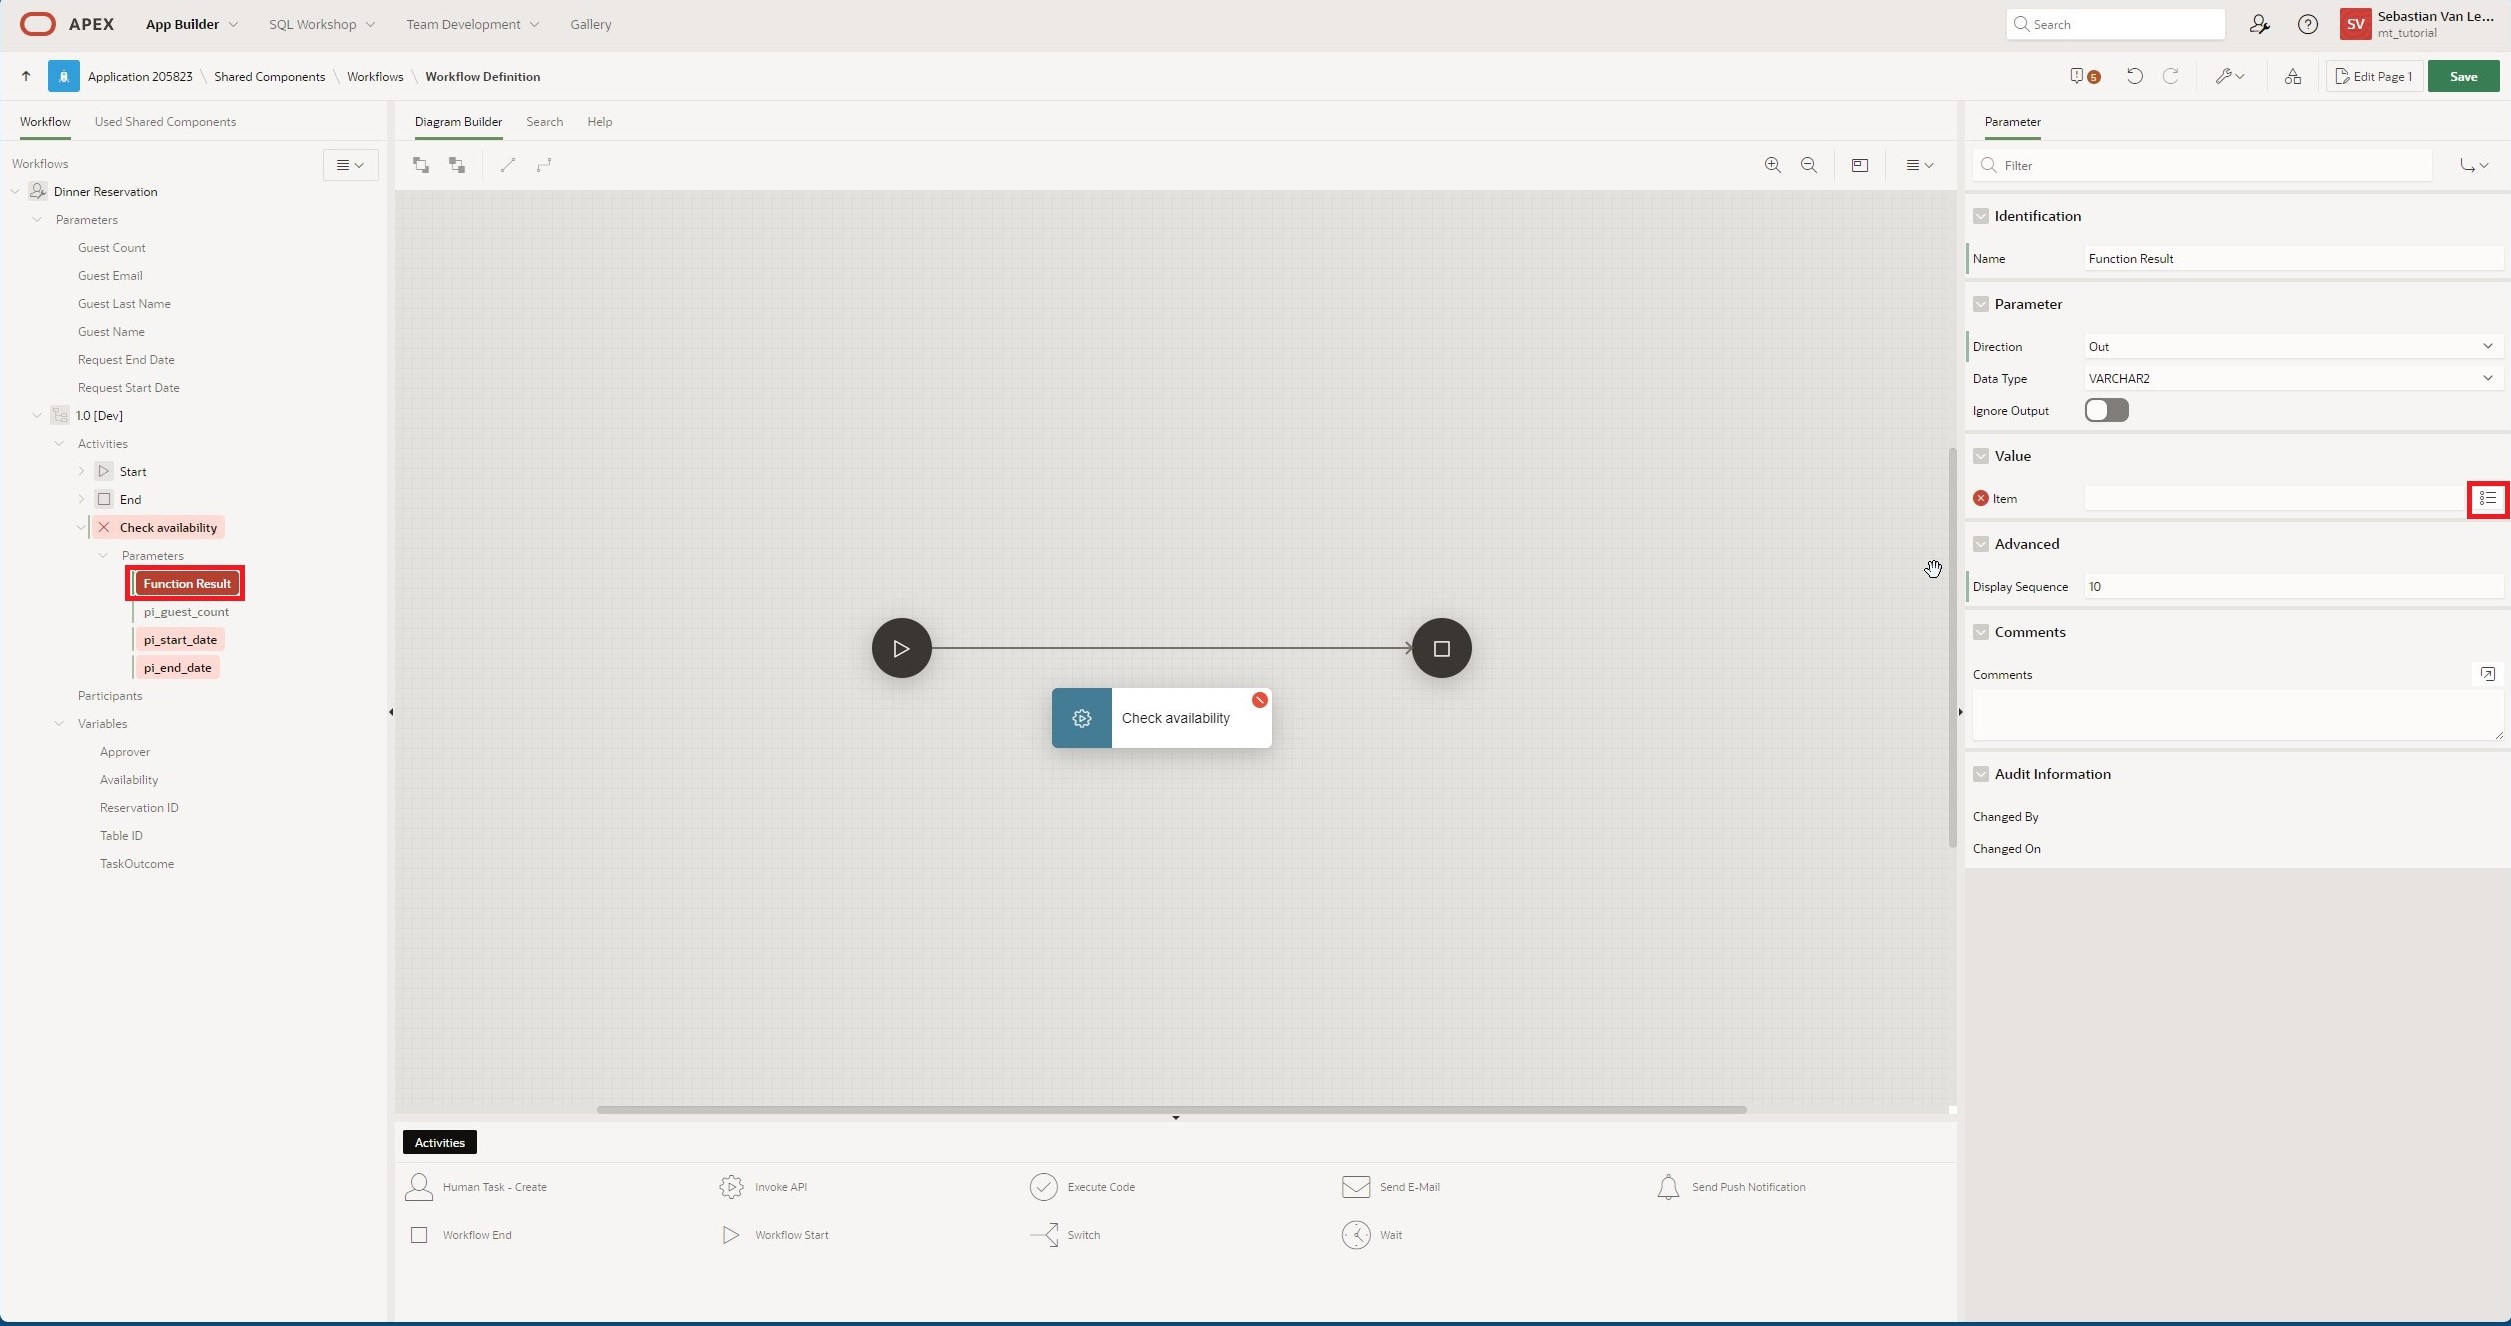 APEX App Builder SQL Workshop Team Development Gallery Search Sebastian Van Le...
SV mt_tutorial
Application 205823 \ Shared Components \ Workflows \ Workflow Definition 5 Edit Page 1 Save
Workflow Used Shared Components
Workflows
Dinner Reservation
Parameters
Guest Count
Guest Email
Guest Last Name
Guest Name
Request End Date
Request Start Date
1.0 [Dev]
Activities
Start
End
Check availability
Parameters
Function Result
pi_guest_count
pi_start_date
pi_end_date
Participants
Variables
Approver
Availability
Reservation ID
Table ID
TaskOutcome
Diagram Builder Search Help
Check availability
Activities
Human Task - Create Invoke API Execute Code Send E-Mail Send Push Notification
Workflow End Workflow Start Switch Wait
Parameter
Filter
Identification
Name Function Result
Parameter
Direction Out
Data Type VARCHAR2
Ignore Output
Value
Item
Advanced
Display Sequence 10
Comments
Comments
Audit Information
Changed By
Changed On